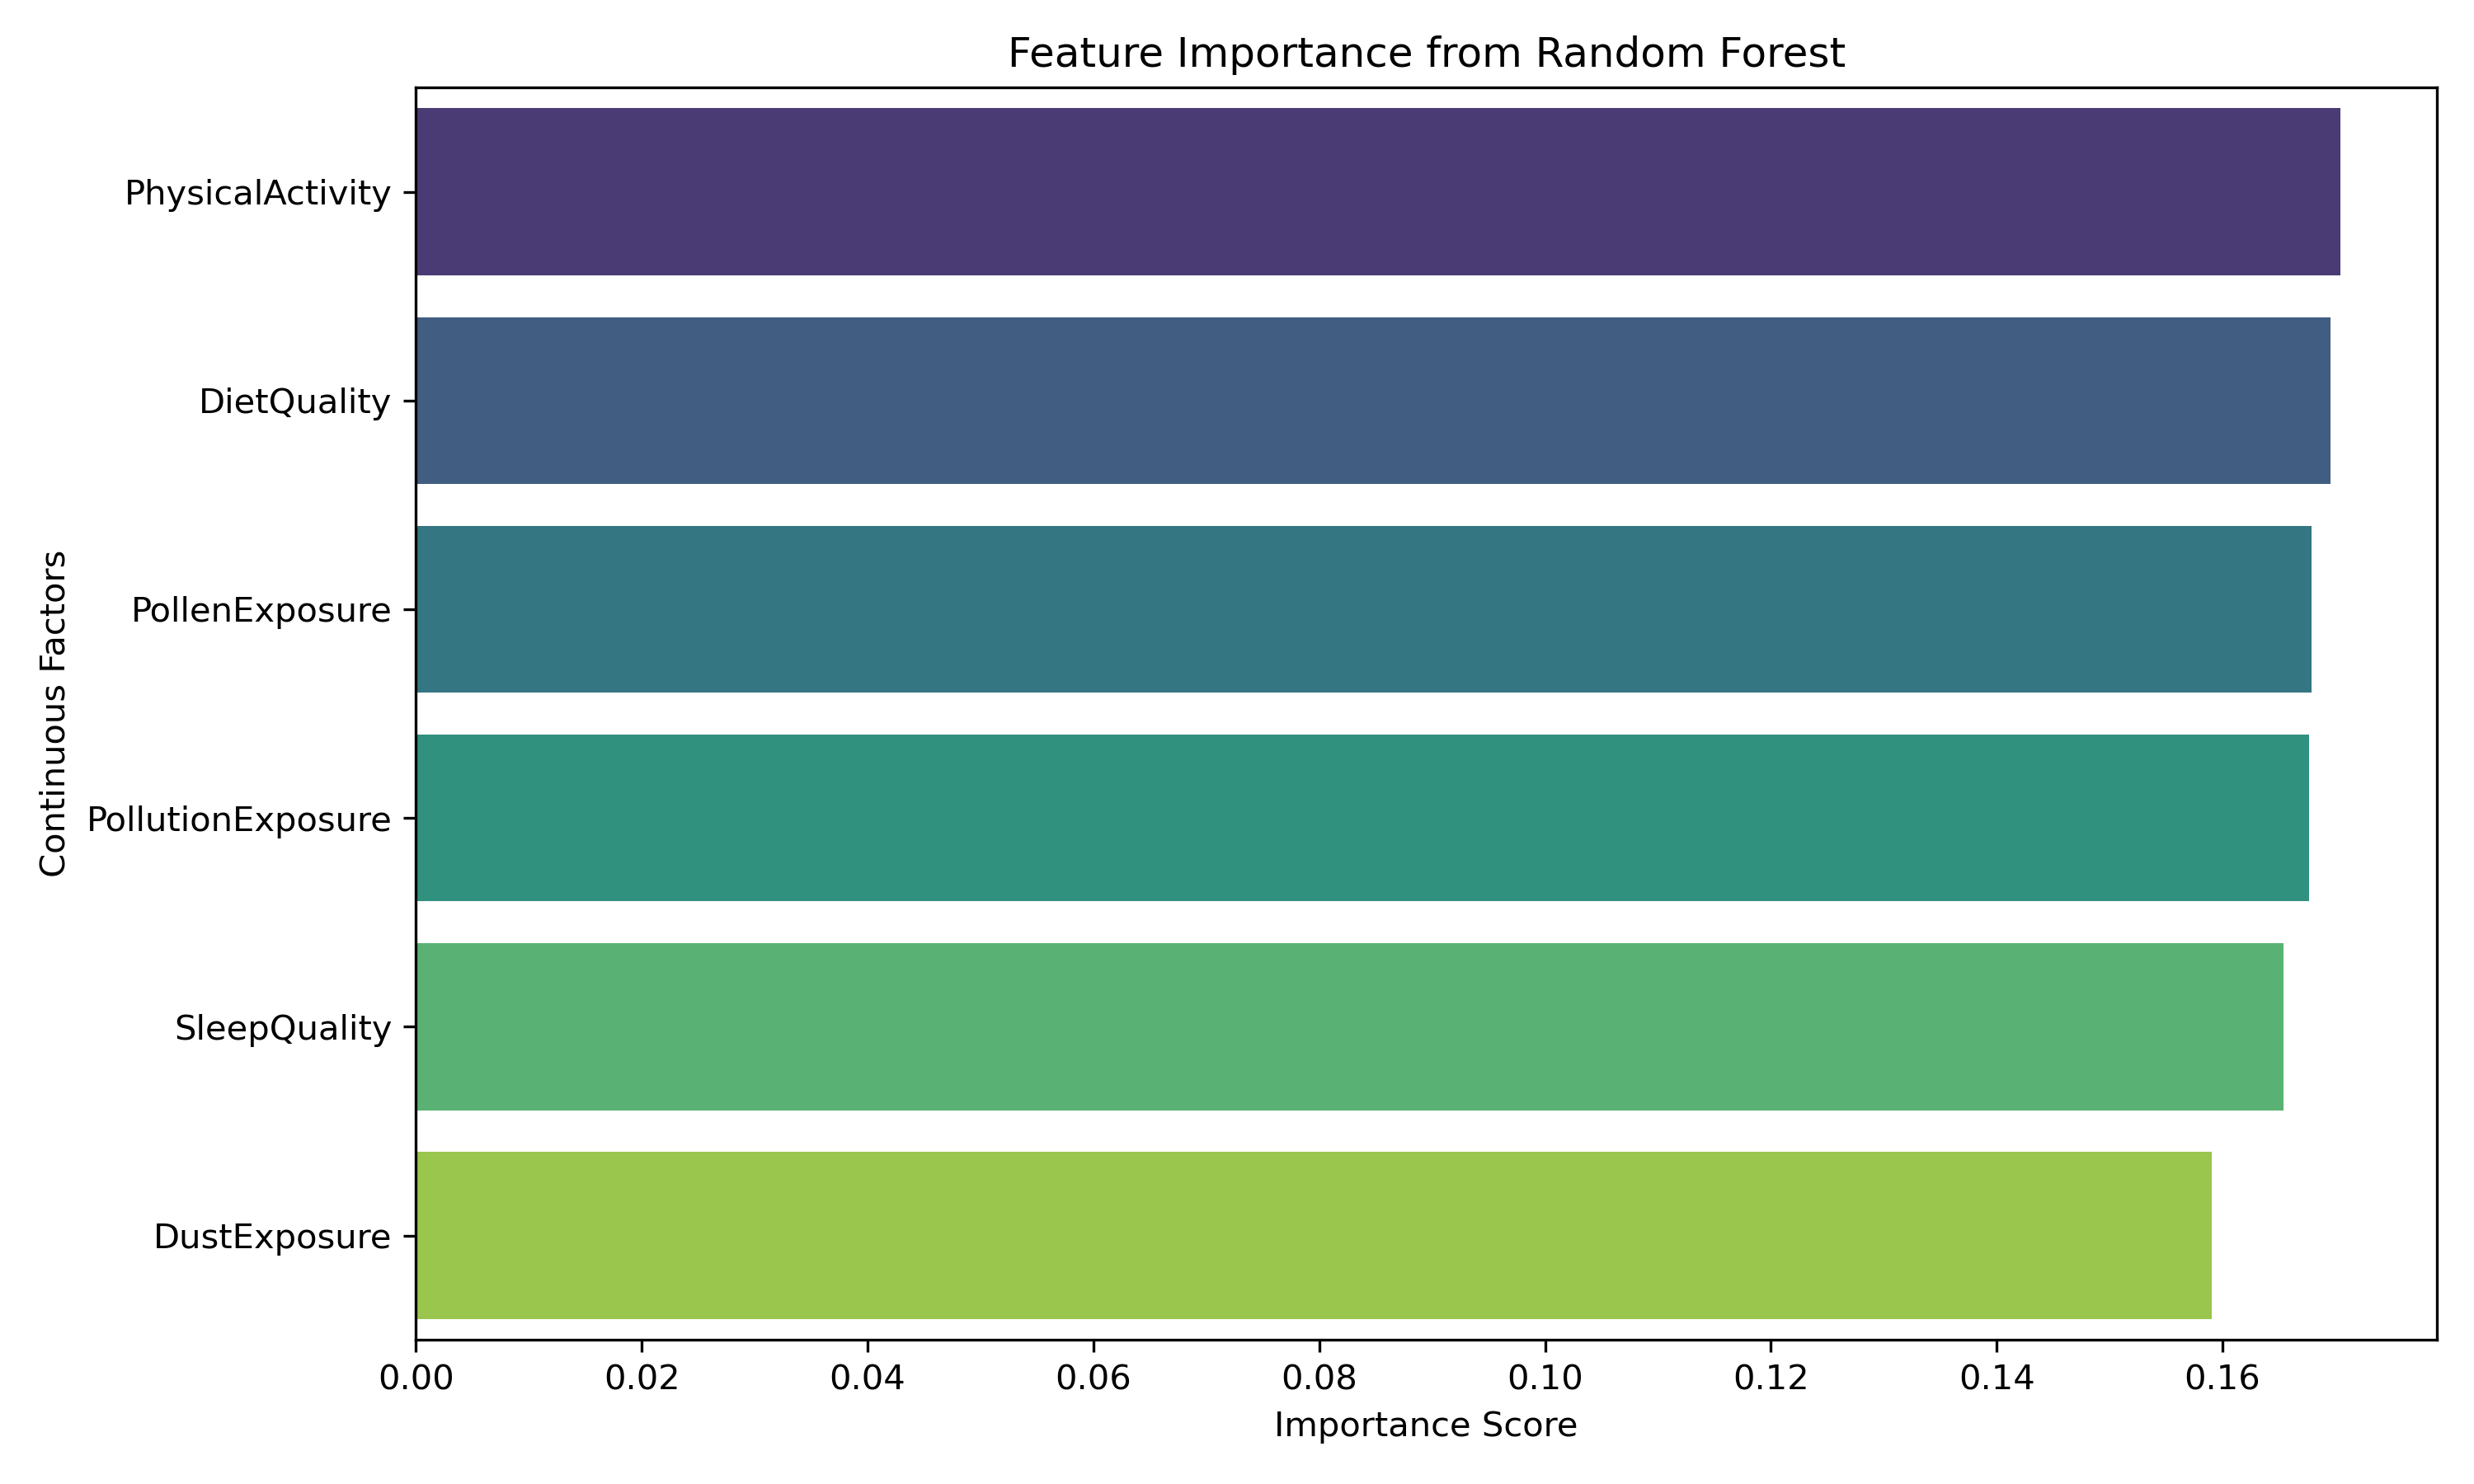 Feature Importance from Random Forest
Continuous Factors
PhysicalActivity
DietQuality
PollenExposure
PollutionExposure
SleepQuality
DustExposure
0.00 0.02 0.04 0.06 0.08 0.10 0.12 0.14 0.16
Importance Score